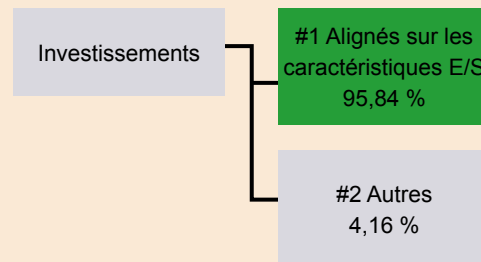 Investissements
#1 Alignés sur les
caractéristiques E/S
95,84 %
#2 Autres
4,16 %